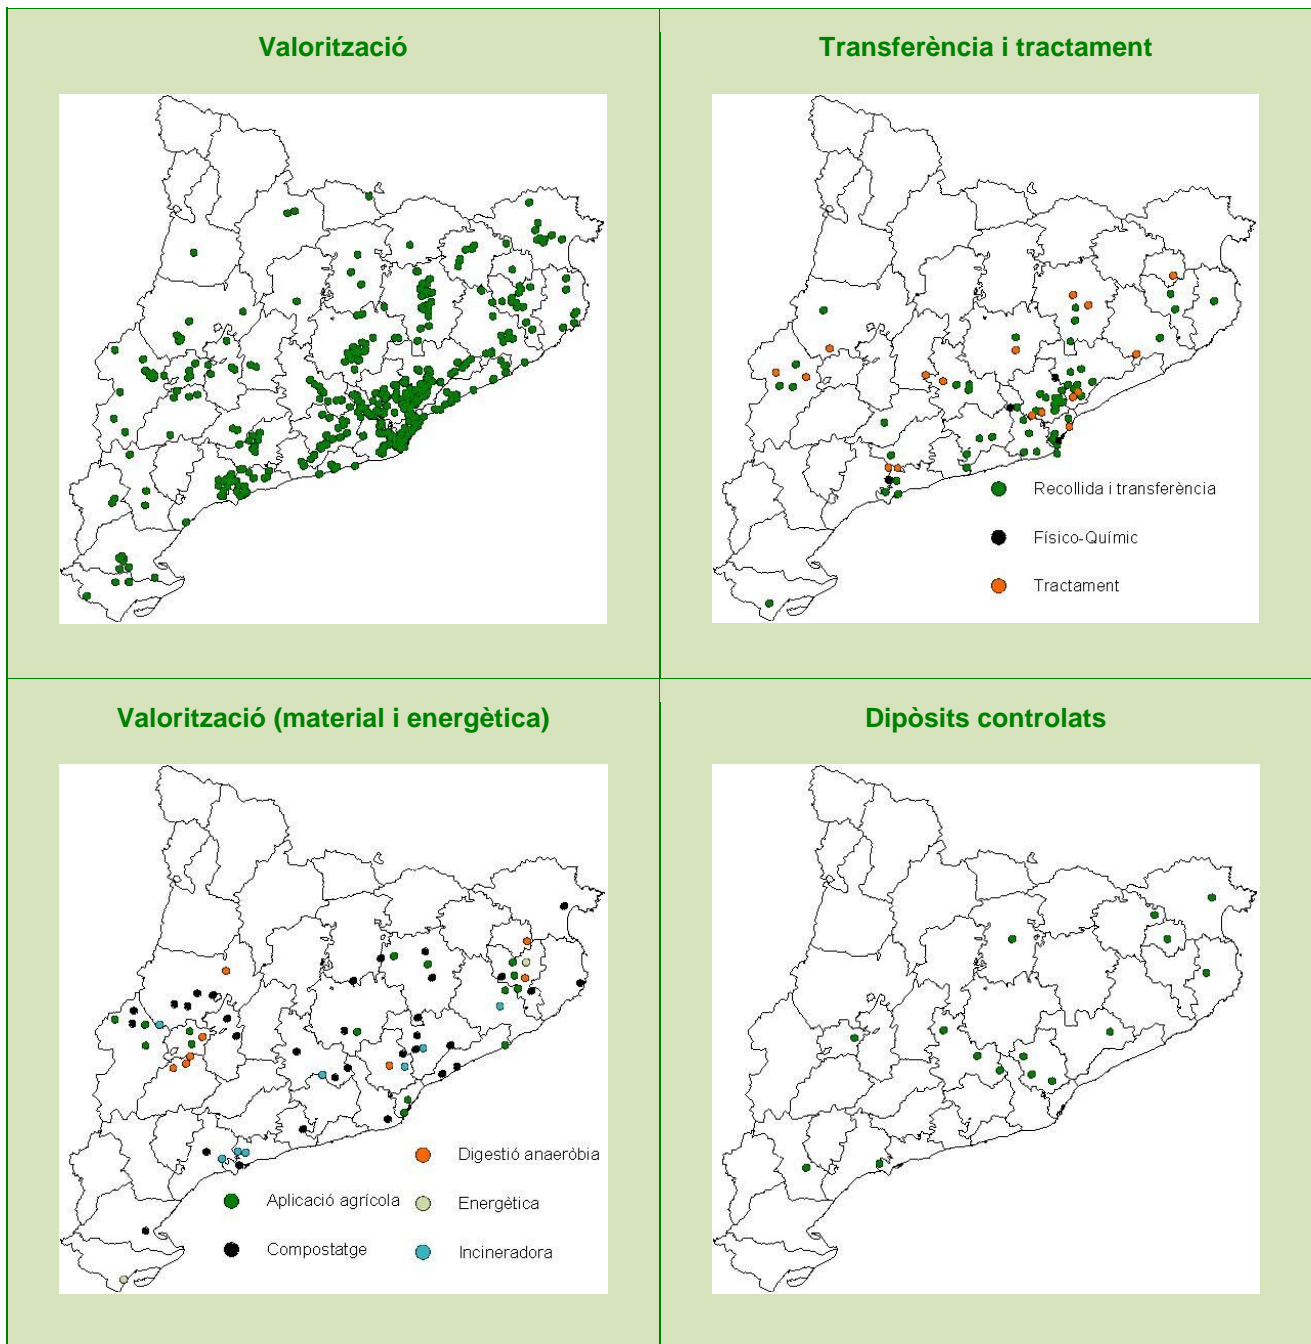 Valorització
Transferència i tractament
Recollida i transferència
Físico-Químic
Tractament
Valorització (material i energètica)
Dipòsits controlats
Digestió anaeròbia
Aplicació agrícola
Energètica
Compostatge
Incineradora